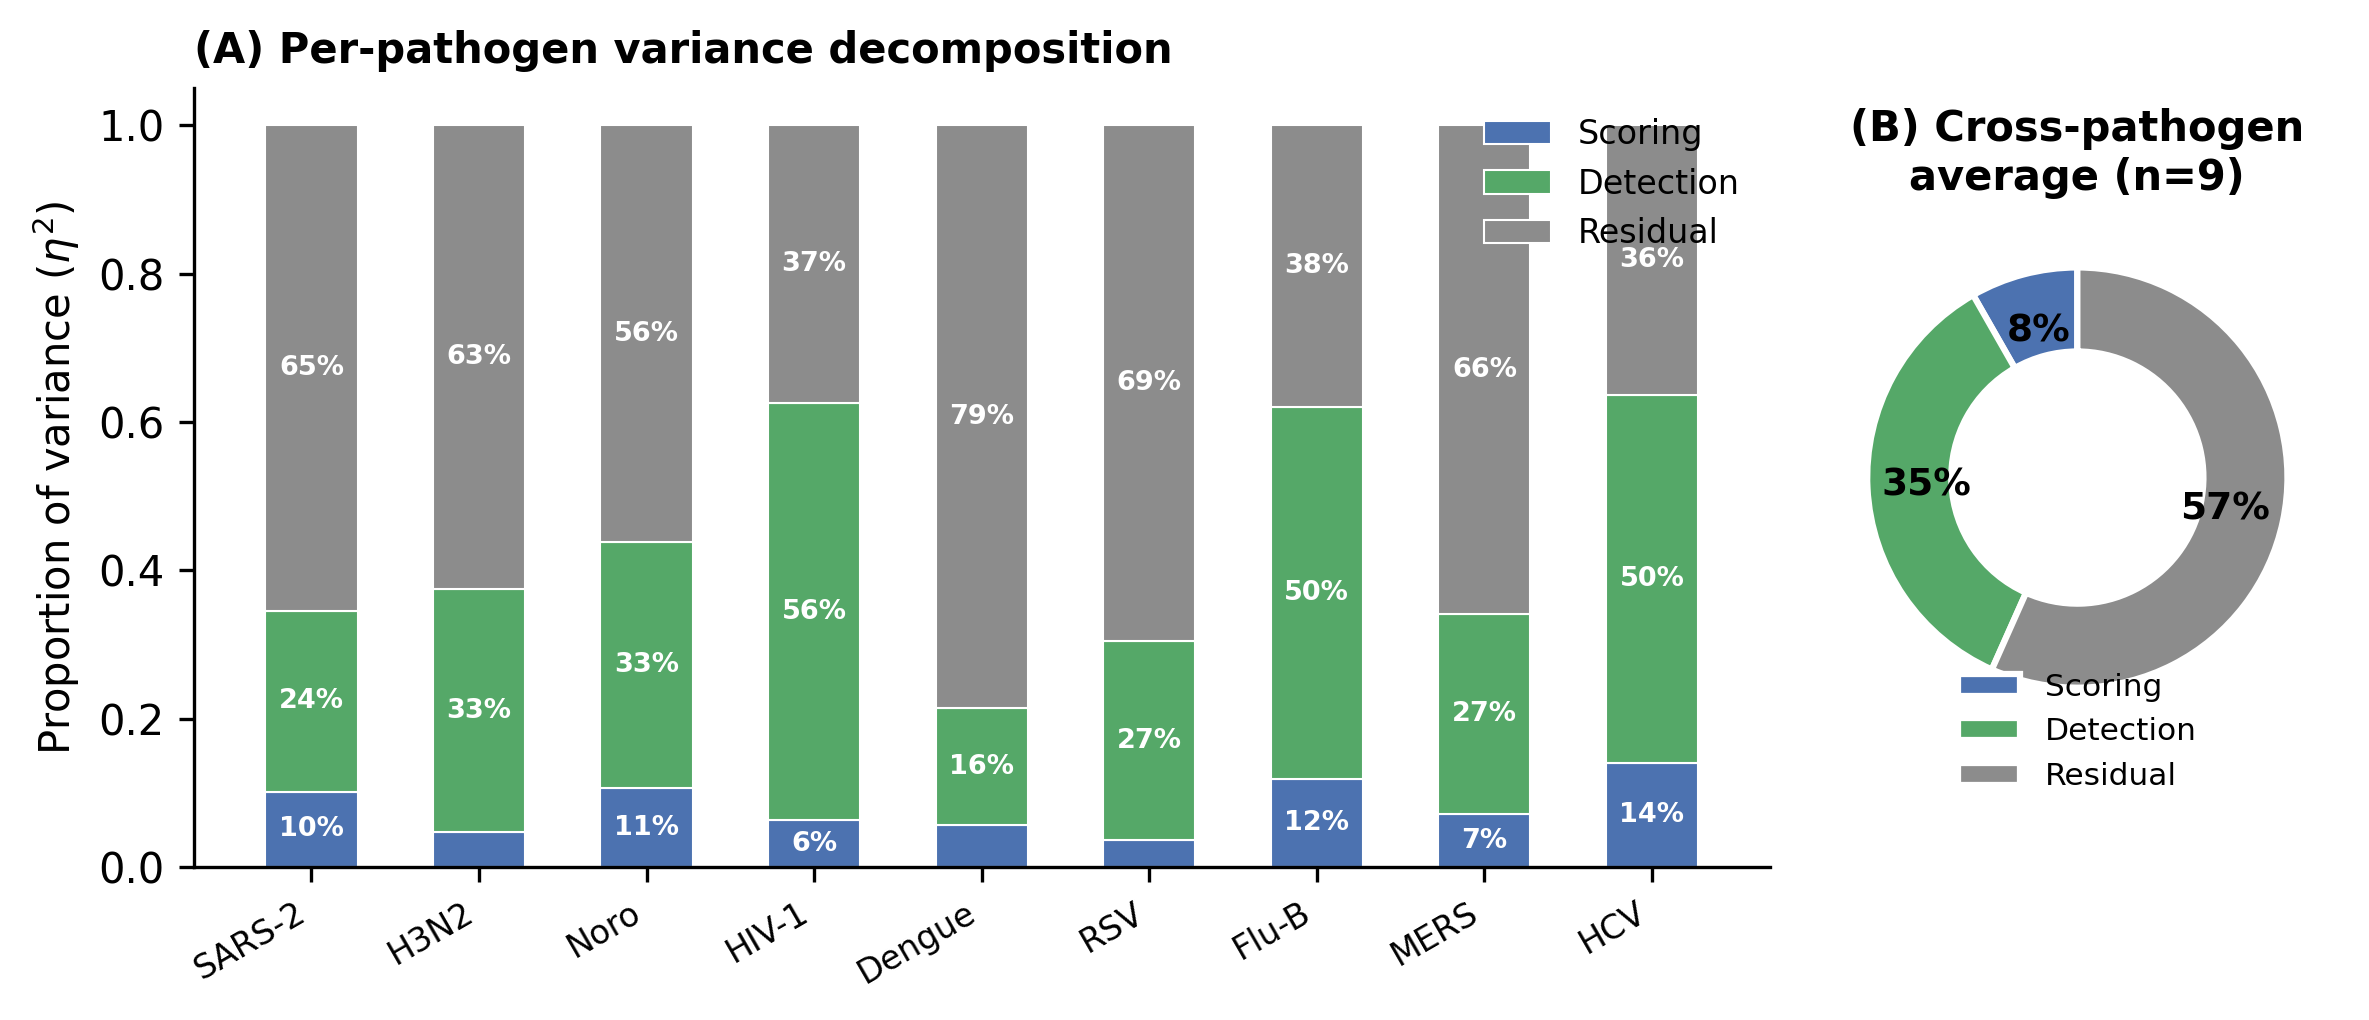 (A) Per-pathogen variance decomposition
Proportion of variance (η²)
1.0
0.8
0.6
0.4
0.2
0.0
65%
24%
10%
63%
33%
56%
33%
11%
37%
56%
6%
79%
16%
69%
27%
38%
50%
12%
66%
27%
7%
36%
50%
14%
Scoring
Detection
Residual
SARS-2
H3N2
Noro
HIV-1
Dengue
RSV
Flu-B
MERS
HCV
(B) Cross-pathogen
average (n=9)
8%
35%
57%
Scoring
Detection
Residual